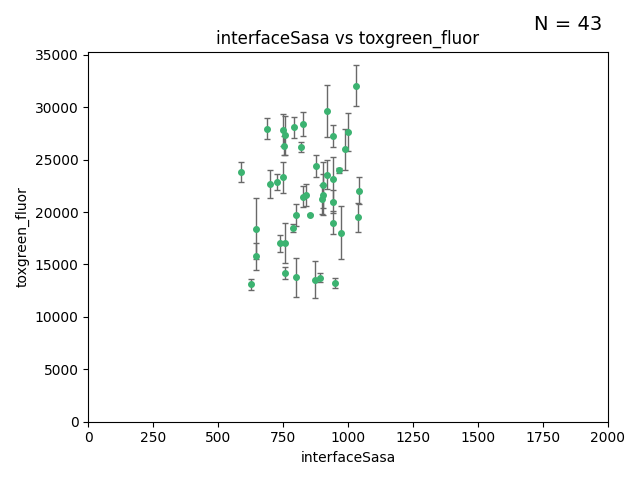 N = 43
interfaceSasa vs toxgreen_fluor
35000
30000
25000
20000
15000
10000
5000
0
toxgreen_fluor
0 250 500 750 1000 1250 1500 1750 2000
interfaceSasa